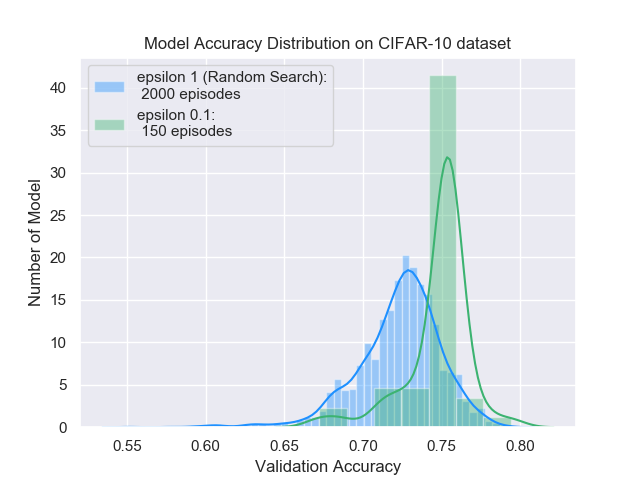 Model Accuracy Distribution on CIFAR-10 dataset
epsilon 1 (Random Search):
2000 episodes
epsilon 0.1:
150 episodes
Number of Model
40
35
30
25
20
15
10
5
0
0.55 0.60 0.65 0.70 0.75 0.80
Validation Accuracy